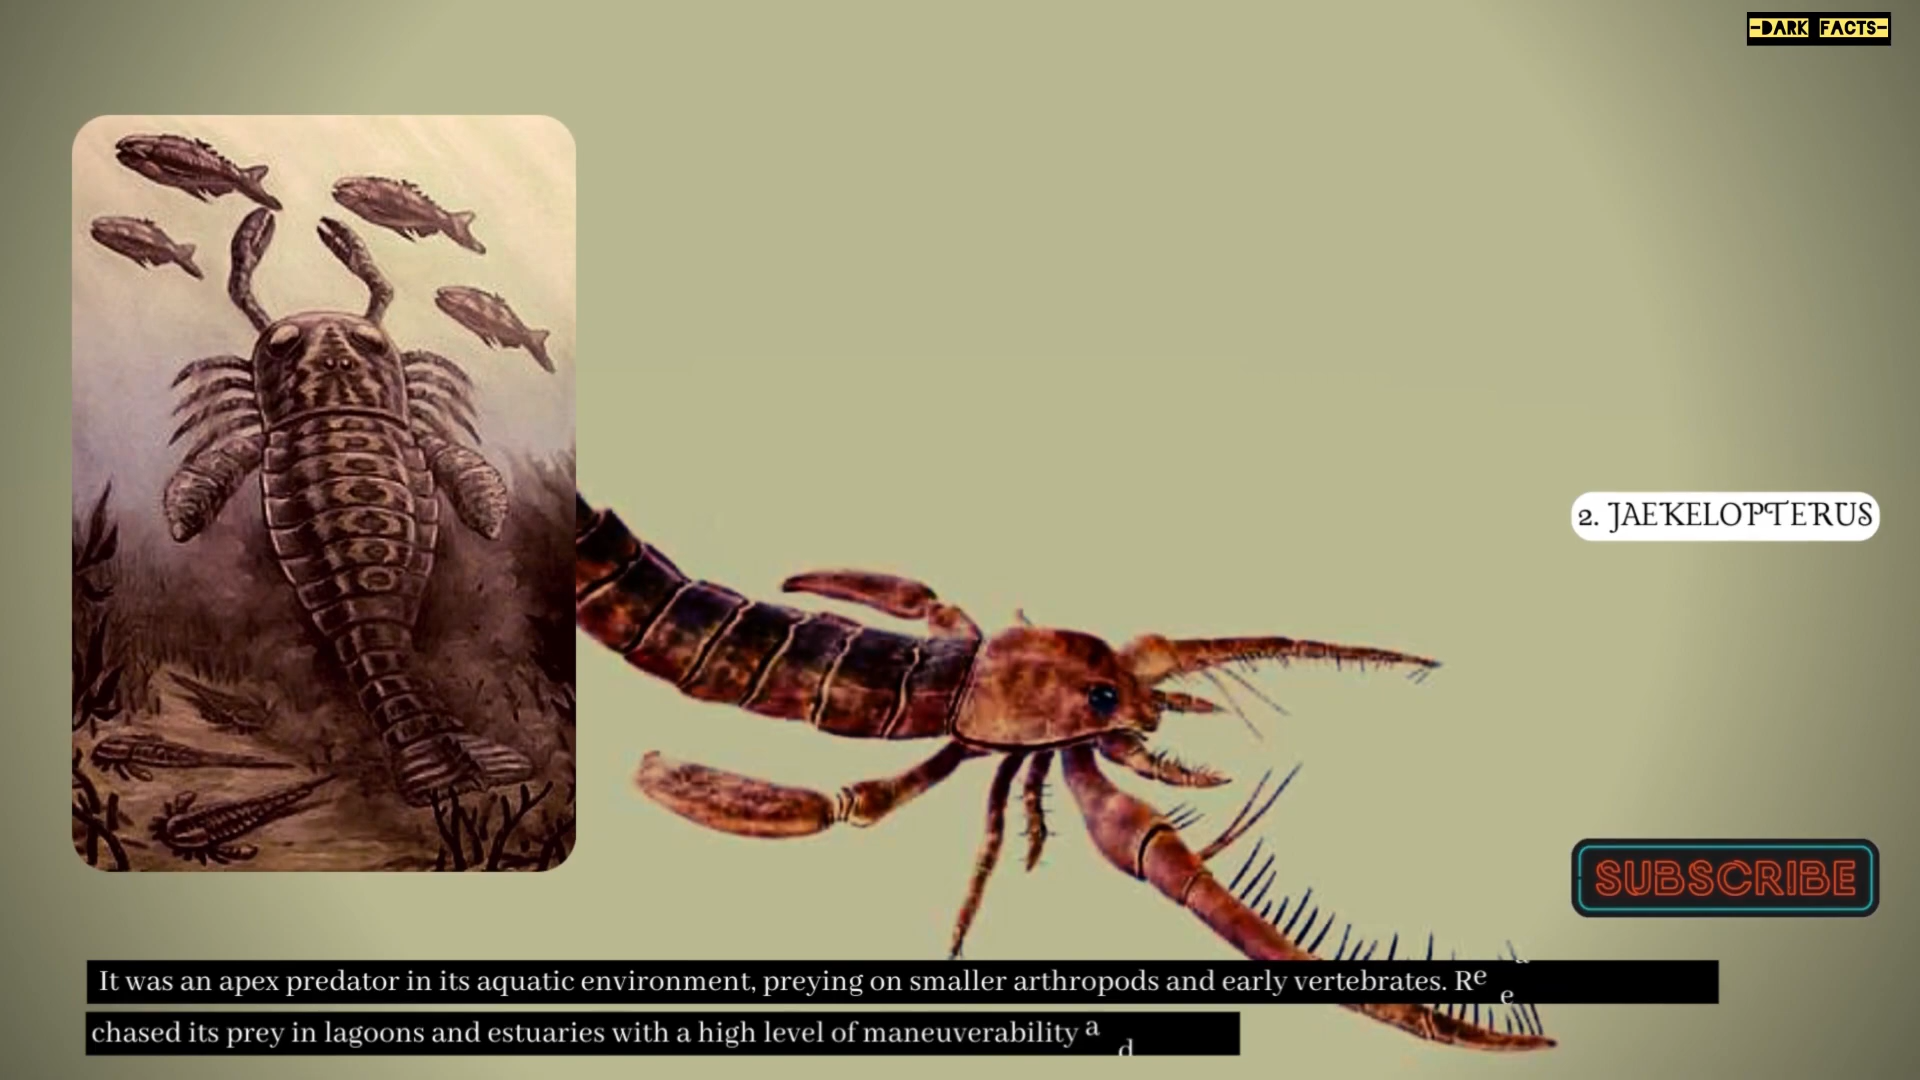 -DARK FACTS-
2. JAEKELOPTERUS
SUBSCRIBE
It was an apex predator in its aquatic environment, preying on smaller arthropods and early vertebrates.
chased its prey in lagoons and estuaries with a high level of maneuverability